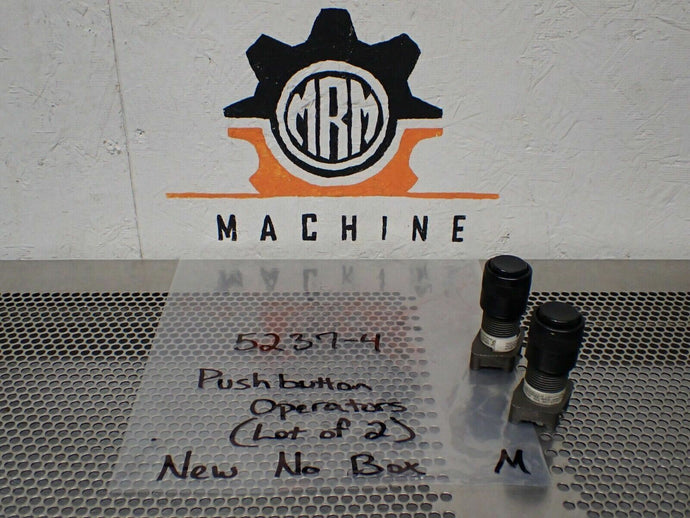 MRM
MACHINE
5237-4
Pushbutton
Operators
(Lot of 2)
New No Box M